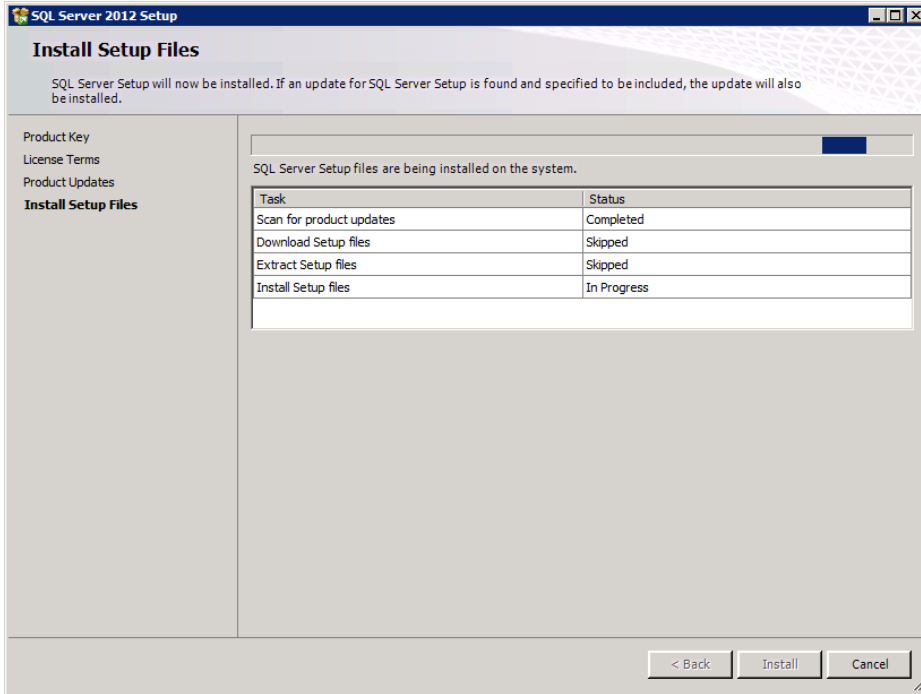 SQL Server 2012 Setup
Install Setup Files
SQL Server Setup will now be installed. If an update for SQL Server Setup is found and specified to be included, the update will also
be installed.
Product Key
License Terms
Product Updates
Install Setup Files
SQL Server Setup files are being installed on the system.
Task Status
Scan for product updates Completed
Download Setup files Skipped
Extract Setup files Skipped
Install Setup files In Progress
< Back Install Cancel